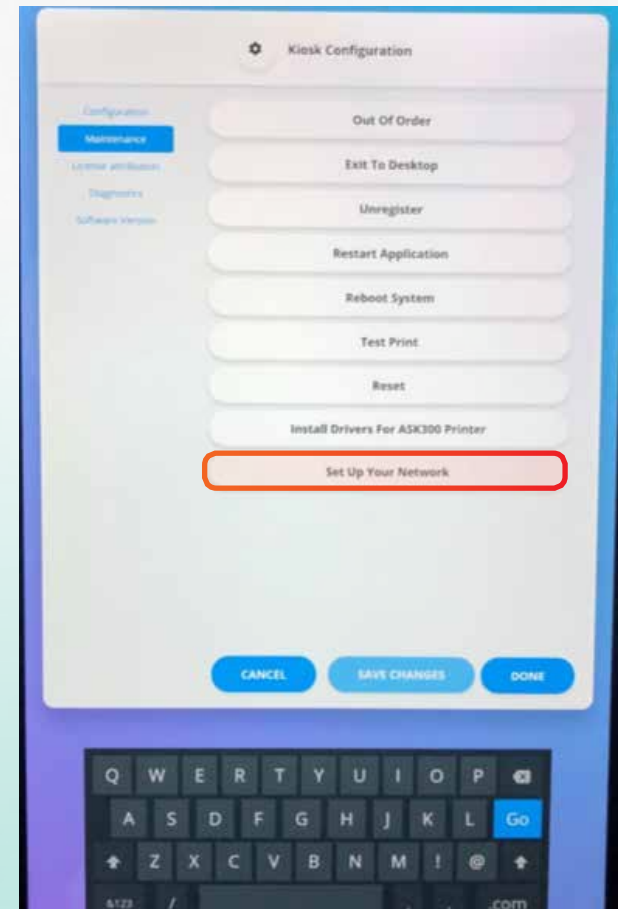 Kiosk Configuration
Configuration
Maintenance
License attribution
Diagnostics
Software Version
Out Of Order
Exit To Desktop
Unregister
Restart Application
Reboot System
Test Print
Reset
Install Drivers For ASK300 Printer
Set Up Your Network
CANCEL
SAVE CHANGES
DONE
Q W E R T Y U I O P
A S D F G H J K L Go
Z X C V B N M ! @
&123 / , . .com